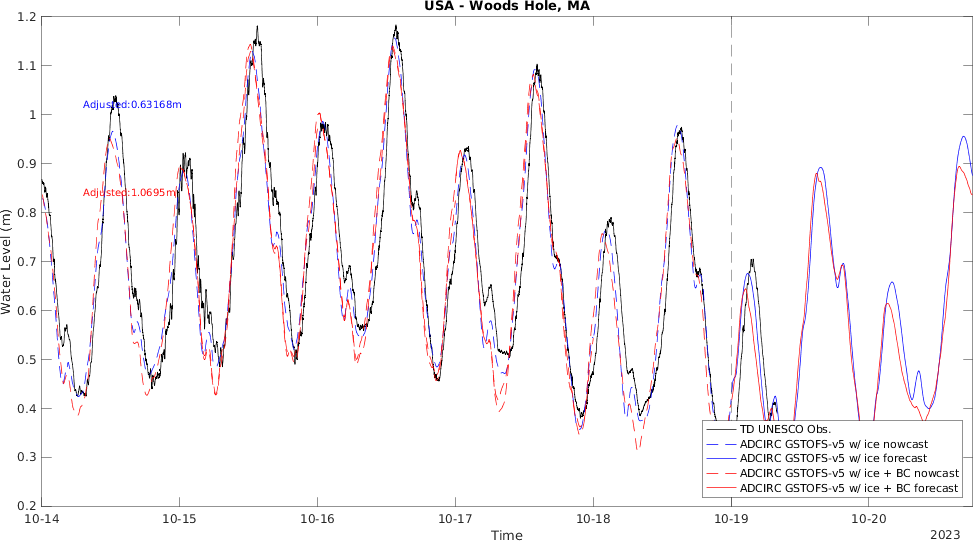 USA - Woods Hole, MA
1.2
1.1
1
0.9
0.8
0.7
0.6
0.5
0.4
0.3
0.2
Water Level (m)
Adjusted:0.63168m
Adjusted:1.0695m
TD UNESCO Obs.
ADCIRC GSTOFS-v5 w/ ice nowcast
ADCIRC GSTOFS-v5 w/ ice forecast
ADCIRC GSTOFS-v5 w/ ice + BC nowcast
ADCIRC GSTOFS-v5 w/ ice + BC forecast
10-14 10-15 10-16 10-17 10-18 10-19 10-20
Time
2023